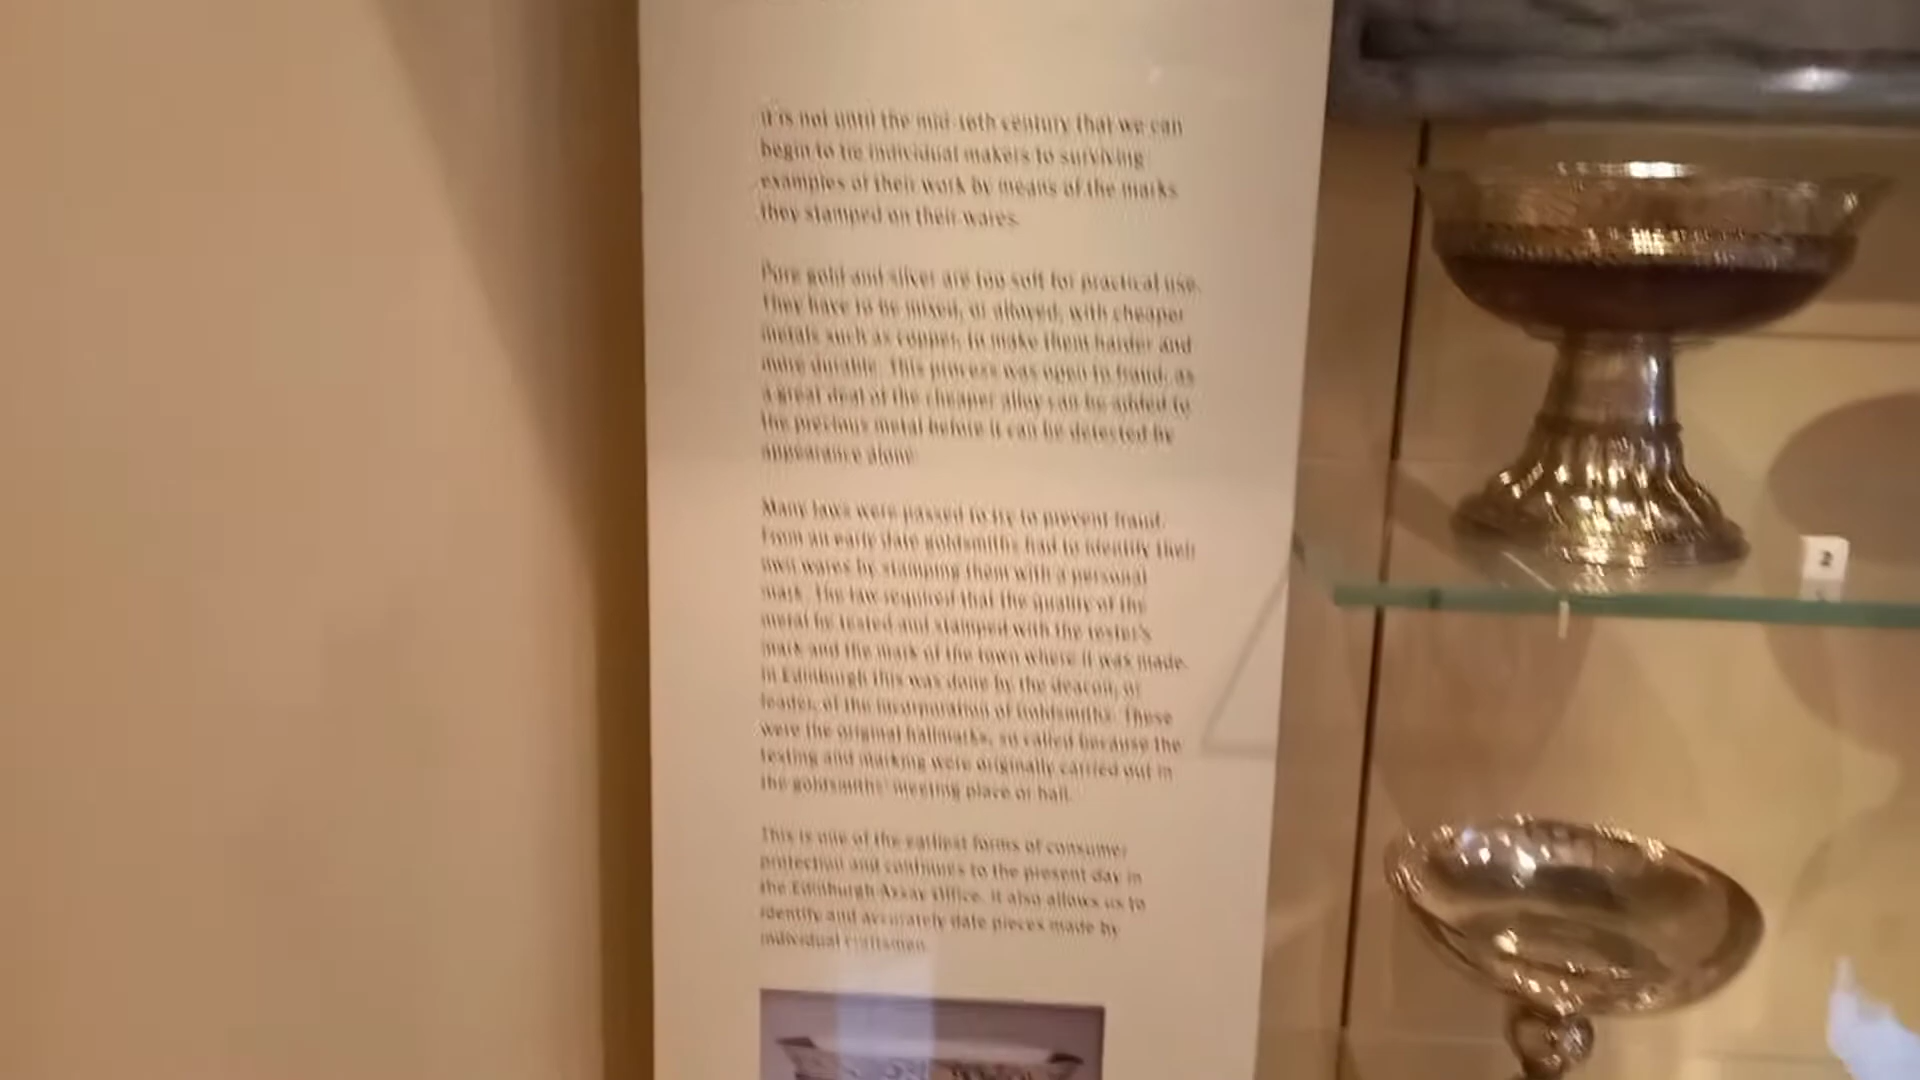 it is not until the mid-16th century that we can
begin to tie individual makers to surviving
examples of their work by means of the marks
they stamped on their wares.
Pure gold and silver are too soft for practical use.
They have to be mixed, or alloyed, with cheaper
metals such as copper, to make them harder and
more durable. This process was open to fraud, as
a great deal of the cheaper alloy can be added to
the precious metal before it can be detected by
appearance alone.
Many laws were passed to try to prevent fraud.
From an early date goldsmiths had to identify their
own wares by stamping them with a personal
mark. The law required that the quality of the
metal be tested and stamped with the tester's
mark and the mark of the town where it was made.
In Edinburgh this was done by the deacon, or
leader, of the Incorporation of Goldsmiths. These
were the original hallmarks, so called because the
testing and marking were originally carried out in
the goldsmiths' meeting place or hall.
This is one of the earliest forms of consumer
protection and continues to the present day in
the Edinburgh Assay Office. It also allows us to
identify and accurately date pieces made by
individual craftsmen.
2